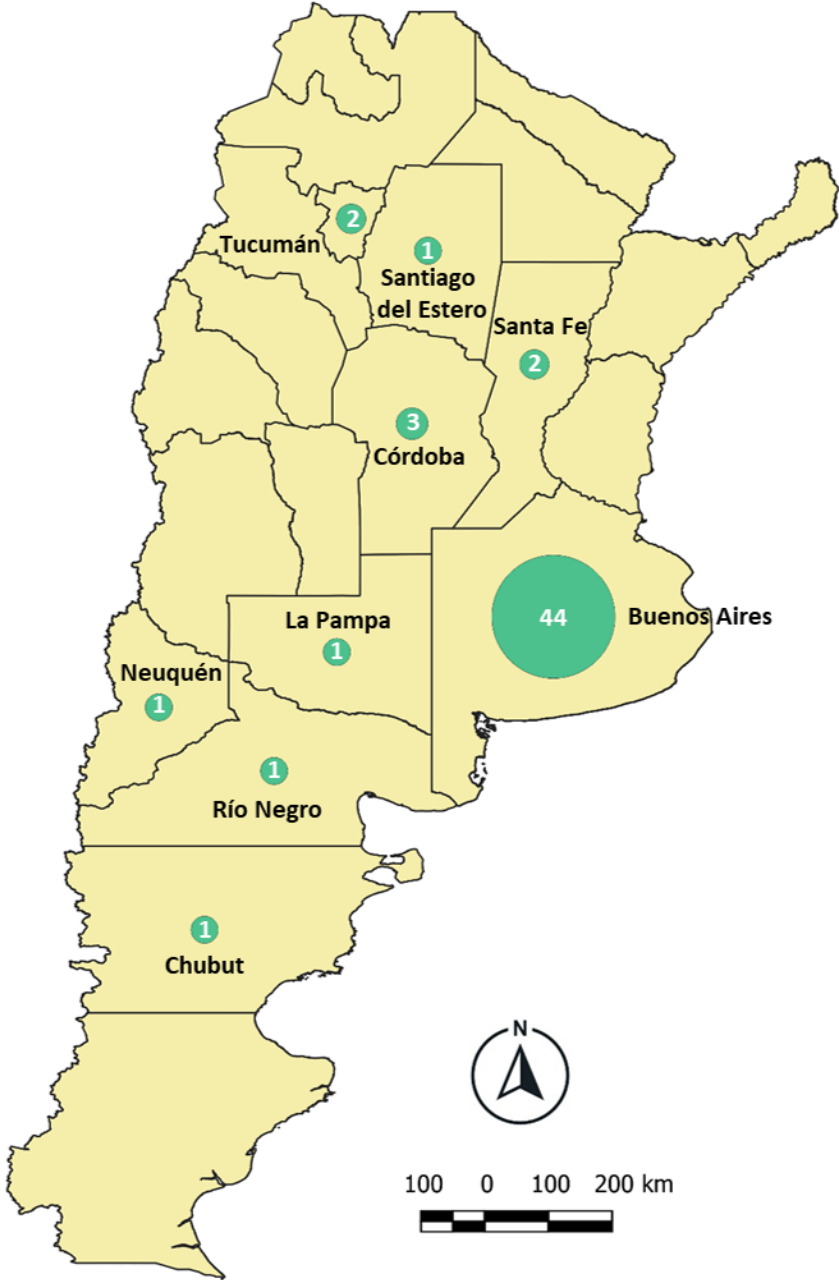 2
Tucumán
1
Santiago
del Estero
Santa Fe
2
3
Córdoba
44
Buenos Aires
La Pampa
1
Neuquén
1
1
Río Negro
1
Chubut
N
100 0 100 200 km